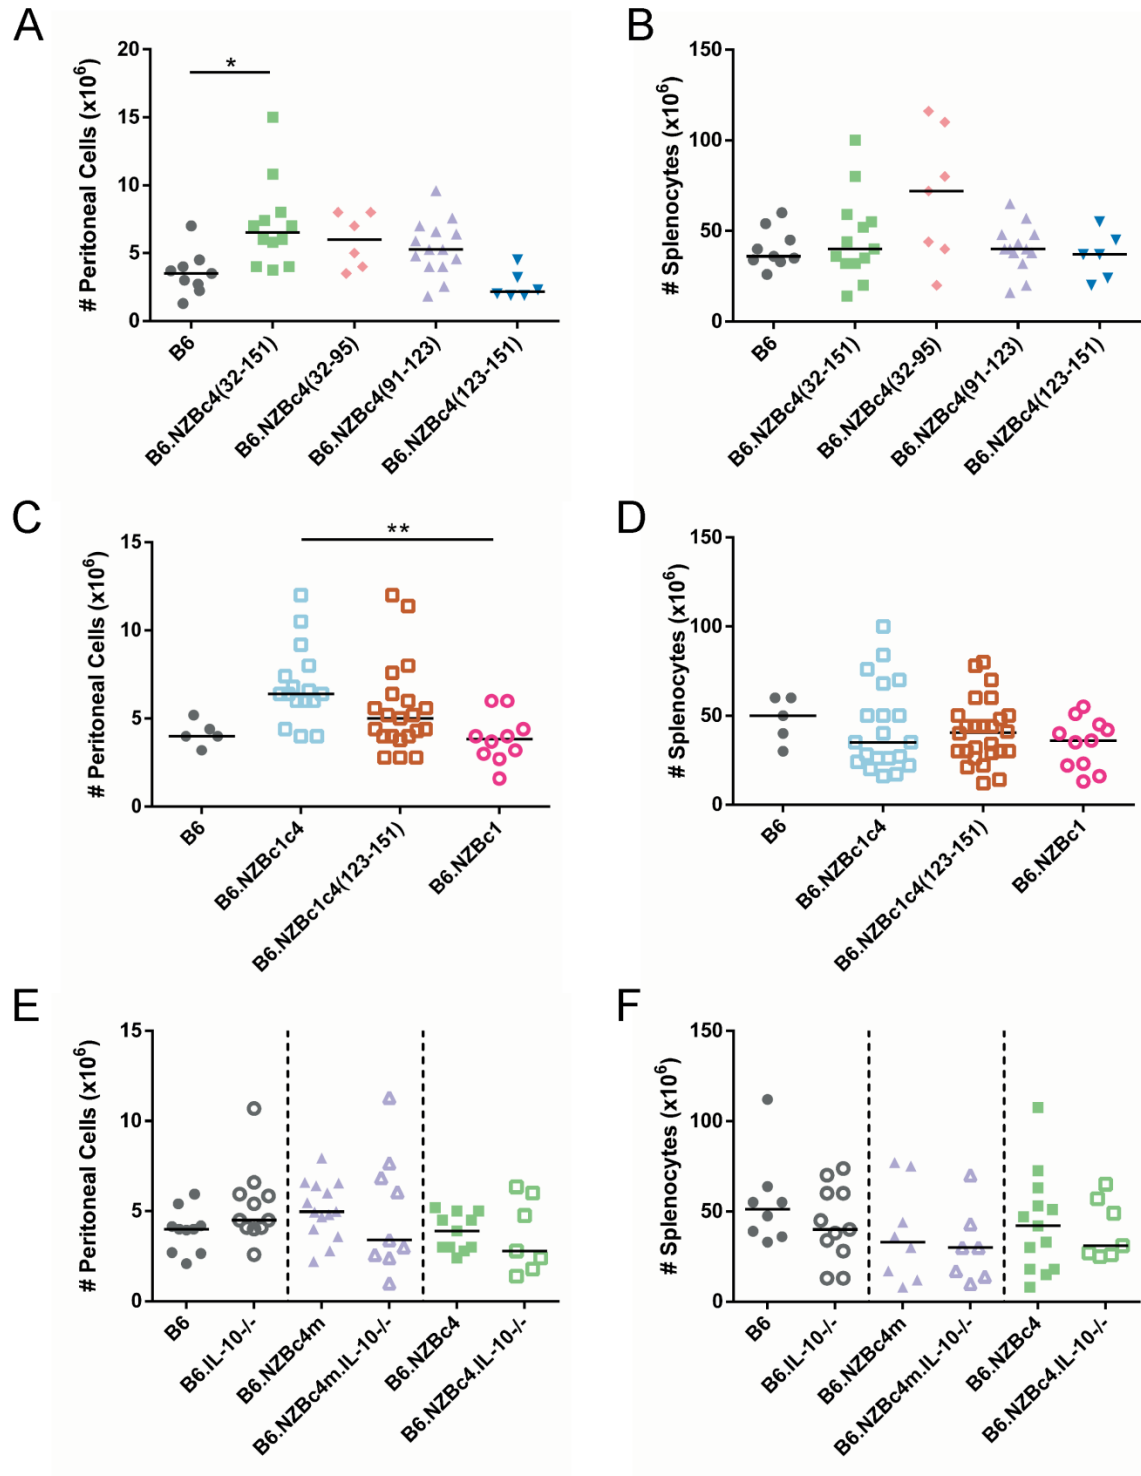 A
# Peritoneal Cells (x10⁶)
20
15
10
5
0
*
B6
B6.NZBc4(32-151)
B6.NZBc4(32-95)
B6.NZBc4(91-123)
B6.NZBc4(123-151)
B
# Splenocytes (x10⁶)
150
100
50
0
B6
B6.NZBc4(32-151)
B6.NZBc4(32-95)
B6.NZBc4(91-123)
B6.NZBc4(123-151)
C
# Peritoneal Cells (x10⁶)
15
10
5
0
**
B6
B6.NZBc1c4
B6.NZBc1c4(123-151)
B6.NZBc1
D
# Splenocytes (x10⁶)
150
100
50
0
B6
B6.NZBc1c4
B6.NZBc1c4(123-151)
B6.NZBc1
E
# Peritoneal Cells (x10⁶)
15
10
5
0
B6
B6.IL-10-/-
B6.NZBc4m
B6.NZBc4m.IL-10-/-
B6.NZBc4
B6.NZBc4.IL-10-/-
F
# Splenocytes (x10⁶)
150
100
50
0
B6
B6.IL-10-/-
B6.NZBc4m
B6.NZBc4m.IL-10-/-
B6.NZBc4
B6.NZBc4.IL-10-/-